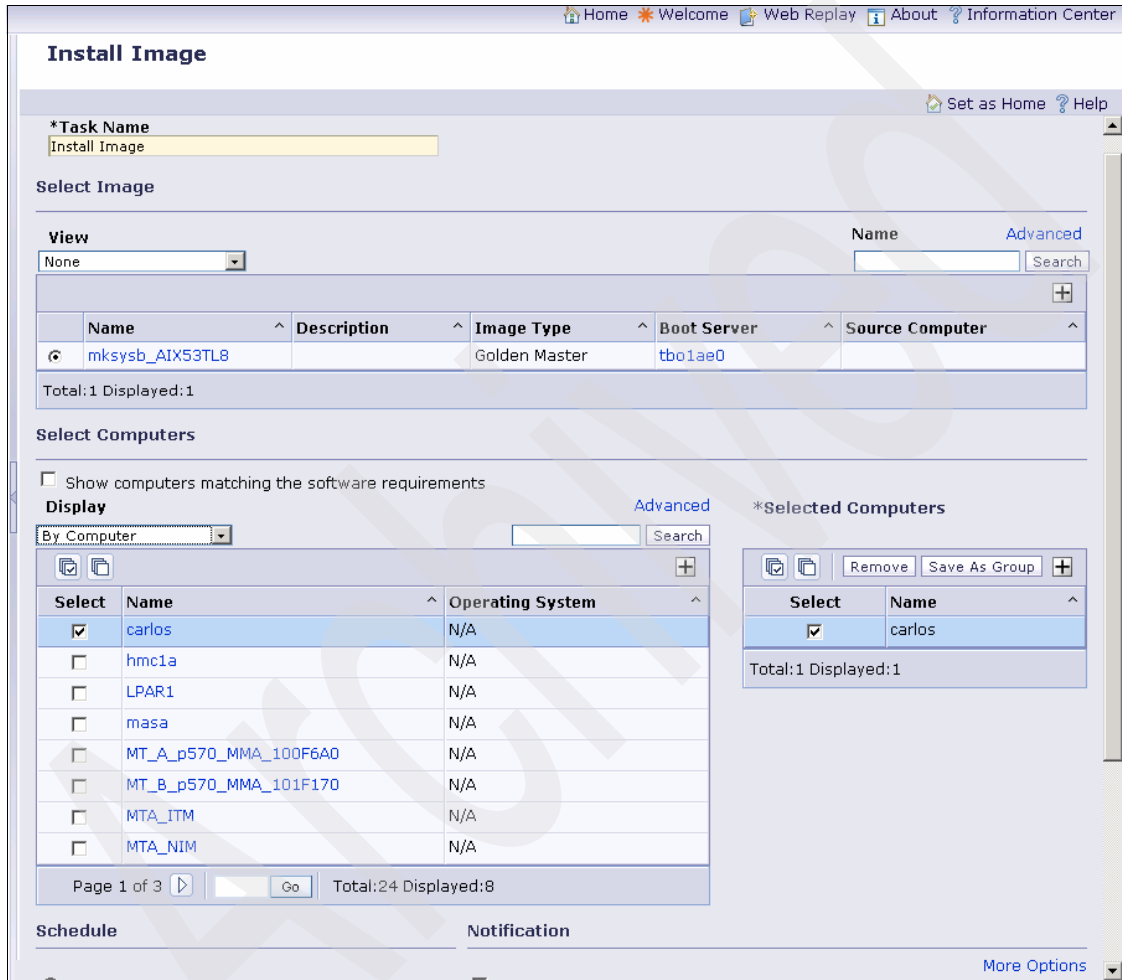 Home Welcome Web Replay About Information Center
Install Image
Set as Home ? Help
*Task Name
Install Image
Select Image
View
Name Advanced
None
Search
Name Description Image Type Boot Server Source Computer
mksysb_AIX53TL8 Golden Master tbo1ae0
Total:1 Displayed:1
Select Computers
Show computers matching the software requirements
Display Advanced *Selected Computers
By Computer Search
Remove Save As Group
Select Name Operating System Select Name
carlos N/A carlos
hmc1a N/A Total:1 Displayed:1
LPAR1 N/A
masa N/A
MT_A_p570_MMA_100F6A0 N/A
MT_B_p570_MMA_101F170 N/A
MTA_ITM N/A
MTA_NIM N/A
Page 1 of 3 Go Total:24 Displayed:8
Schedule Notification
More Options
Archived